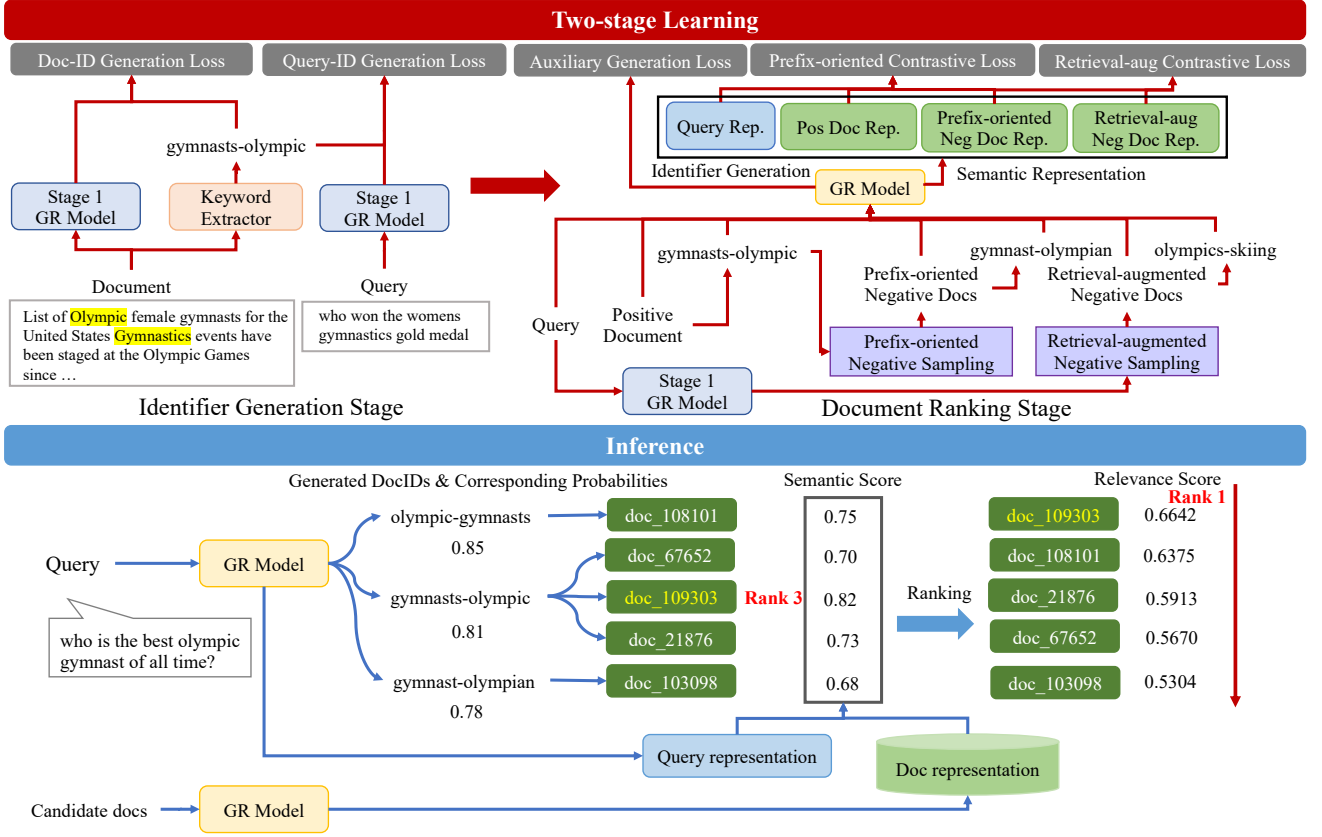 Two-stage Learning
Doc-ID Generation Loss
Query-ID Generation Loss
Auxiliary Generation Loss
Prefix-oriented Contrastive Loss
Retrieval-aug Contrastive Loss
gymnasts-olympic
Stage 1
GR Model
Keyword
Extractor
Stage 1
GR Model
Document
List of Olympic female gymnasts for the
United States Gymnastics events have
been staged at the Olympic Games
since …
Query
who won the womens
gymnastics gold medal
Identifier Generation Stage
Query Rep.
Pos Doc Rep.
Prefix-oriented
Neg Doc Rep.
Retrieval-aug
Neg Doc Rep.
Identifier Generation
GR Model
Semantic Representation
gymnasts-olympic
gymnast-olympian
olympics-skiing
Prefix-oriented
Negative Docs
Retrieval-augmented
Negative Docs
Query
Positive
Document
Prefix-oriented
Negative Sampling
Retrieval-augmented
Negative Sampling
Stage 1
GR Model
Document Ranking Stage
Inference
Generated DocIDs & Corresponding Probabilities
Semantic Score
Relevance Score
Rank 1
Query
GR Model
who is the best olympic
gymnast of all time?
olympic-gymnasts
0.85
gymnasts-olympic
0.81
gymnast-olympian
0.78
doc_108101
doc_67652
doc_109303
Rank 3
doc_21876
doc_103098
0.75
0.70
0.82
0.73
0.68
Ranking
doc_109303 0.6642
doc_108101 0.6375
doc_21876 0.5913
doc_67652 0.5670
doc_103098 0.5304
Query representation
Doc representation
Candidate docs
GR Model